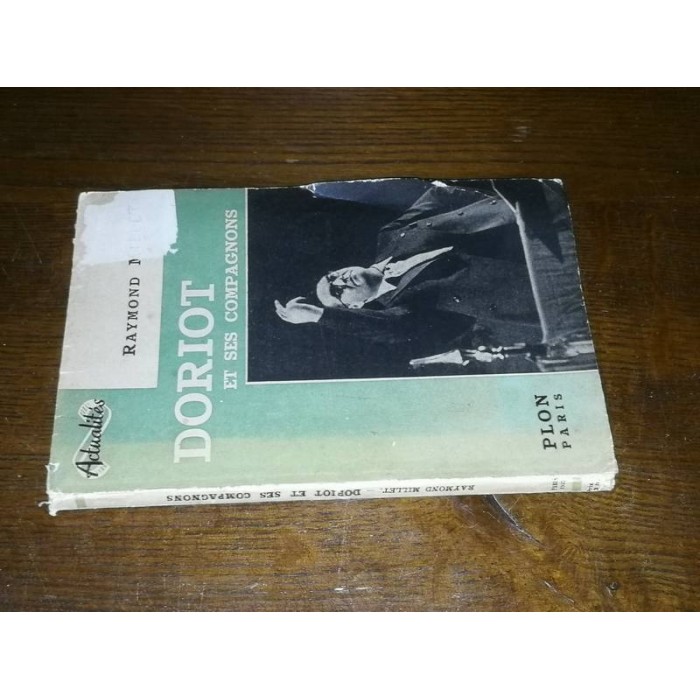 RAYMOND
DORIOT
ET SES COMPAGNONS
Actualités
PLON
PARIS
RAYMOND MILLET. — DORIOT ET SES COMPAGNONS